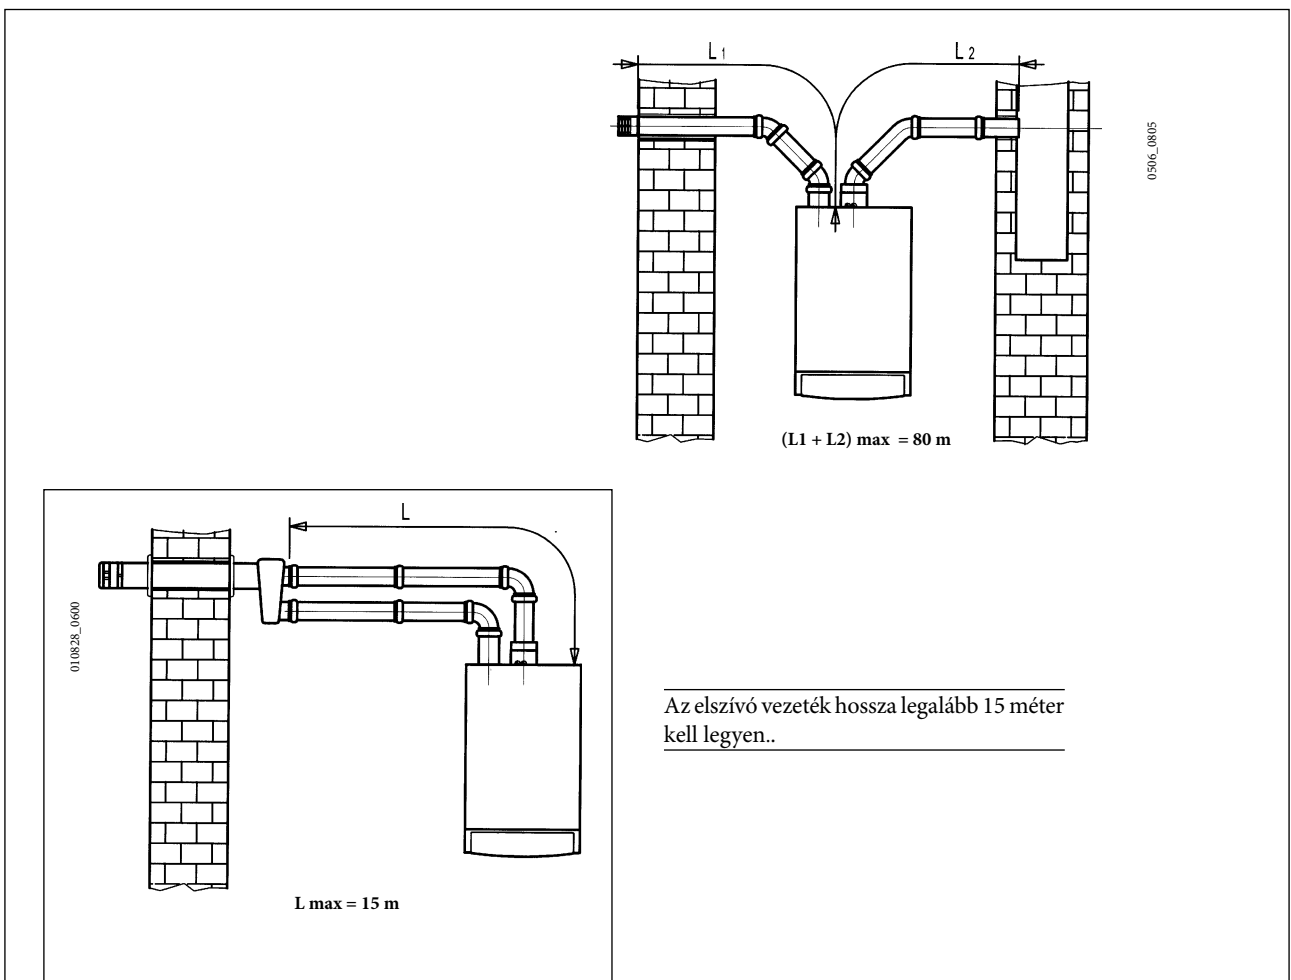 L1
L2
0506_0805
(L1 + L2) max = 80 m
L
010828_0600
Az elszívó vezeték hossza legalább 15 méter
kell legyen..
L max = 15 m